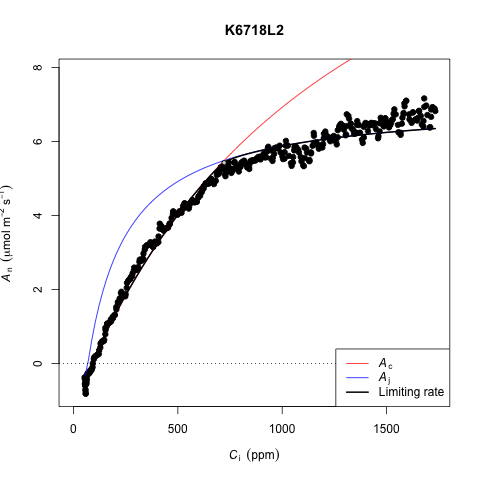 K6718L2
8
6
4
2
0
A_n (μmol m⁻² s⁻¹)
0 500 1000 1500
C_i (ppm)
A_c
A_j
Limiting rate